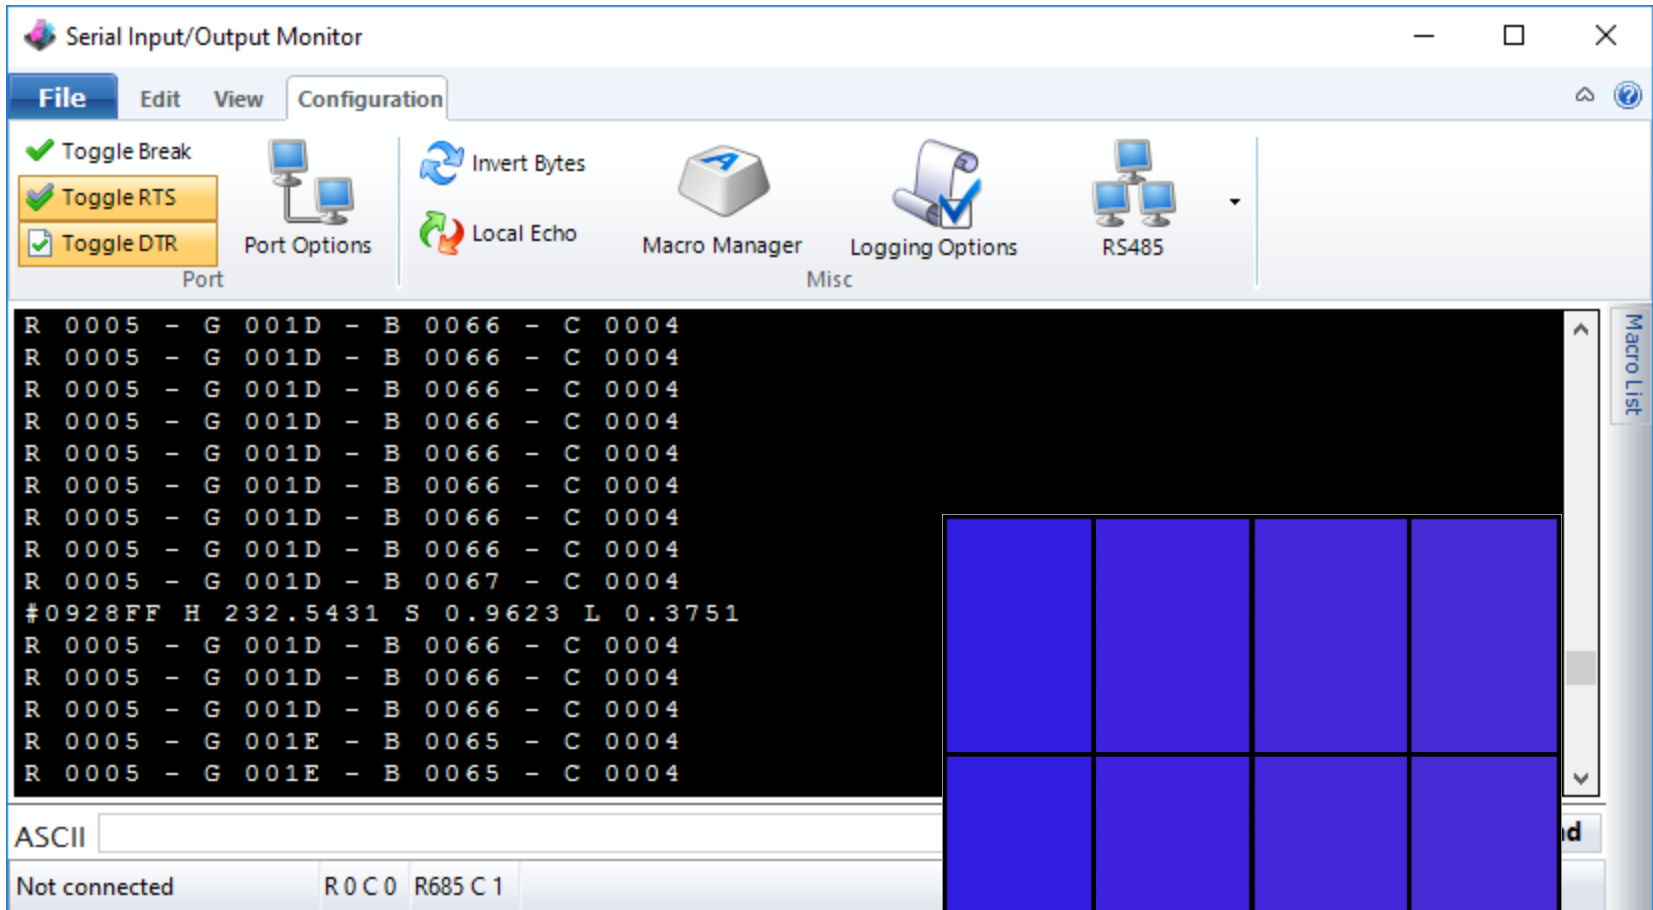 Serial Input/Output Monitor
File Edit View Configuration
Toggle Break
Toggle RTS
Toggle DTR
Port Options
Port
Invert Bytes
Local Echo
Macro Manager
Logging Options
RS485
Misc
R 0005 - G 001D - B 0066 - C 0004
R 0005 - G 001D - B 0066 - C 0004
R 0005 - G 001D - B 0066 - C 0004
R 0005 - G 001D - B 0066 - C 0004
R 0005 - G 001D - B 0066 - C 0004
R 0005 - G 001D - B 0066 - C 0004
R 0005 - G 001D - B 0066 - C 0004
R 0005 - G 001D - B 0066 - C 0004
R 0005 - G 001D - B 0067 - C 0004
#0928FF H 232.5431 S 0.9623 L 0.3751
R 0005 - G 001D - B 0066 - C 0004
R 0005 - G 001D - B 0066 - C 0004
R 0005 - G 001D - B 0066 - C 0004
R 0005 - G 001E - B 0065 - C 0004
R 0005 - G 001E - B 0065 - C 0004
Macro List
ASCII
Not connected R 0 C 0 R685 C 1